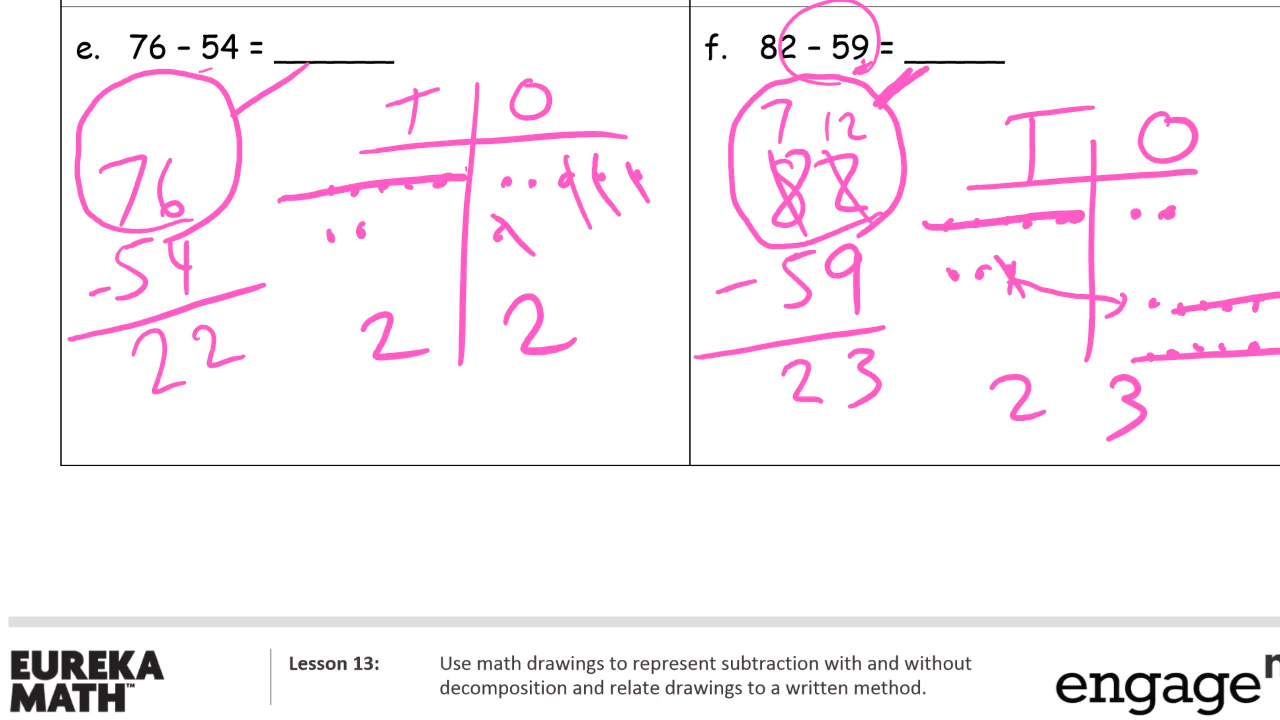 e. 76 - 54 = ______
T O
76
- 54
22
2 2
f. 82 - 59 = ______
T O
7 12
82
- 59
23
2 3
EUREKA MATH™
Lesson 13: Use math drawings to represent subtraction with and without
decomposition and relate drawings to a written method.
engage